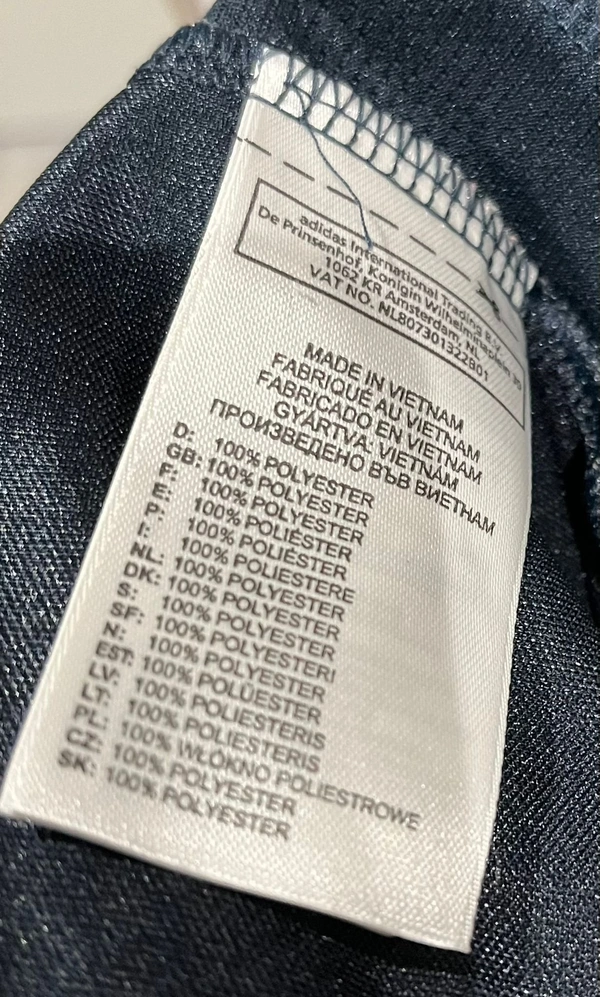 adidas International Trading B.V.
De Prinsenhof, Konigin Wilhelminaplein 30
1062 KR Amsterdam, NL
VAT NO. NL807301322B01
MADE IN VIETNAM
FABRIQUÉ AU VIETNAM
FABRICADO EN VIETNAM
GYÁRTVA: VIETNÁM
ПРОИЗВЕДЕНО ВЪВ ВИЕТНАМ
D: 100% POLYESTER
GB: 100% POLYESTER
F: 100% POLYESTER
E: 100% POLIÉSTER
P: 100% POLIÉSTER
I: 100% POLIESTERE
NL: 100% POLYESTER
DK: 100% POLYESTER
S: 100% POLYESTER
SF: 100% POLYESTERI
N: 100% POLYESTER
EST: 100% POLÜESTER
LV: 100% POLIESTERIS
LT: 100% POLIESTERIS
PL: 100% WŁÓKNO POLIESTROWE
CZ: 100% POLYESTER
SK: 100% POLYESTER